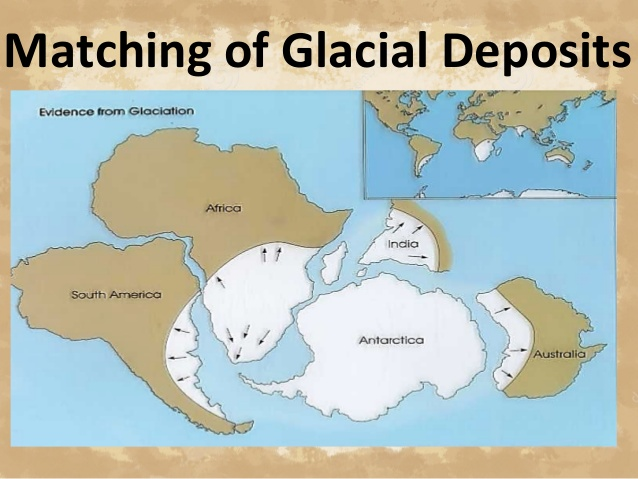 Matching of Glacial Deposits
Evidence from Glaciation
Africa
India
South America
Antarctica
Australia